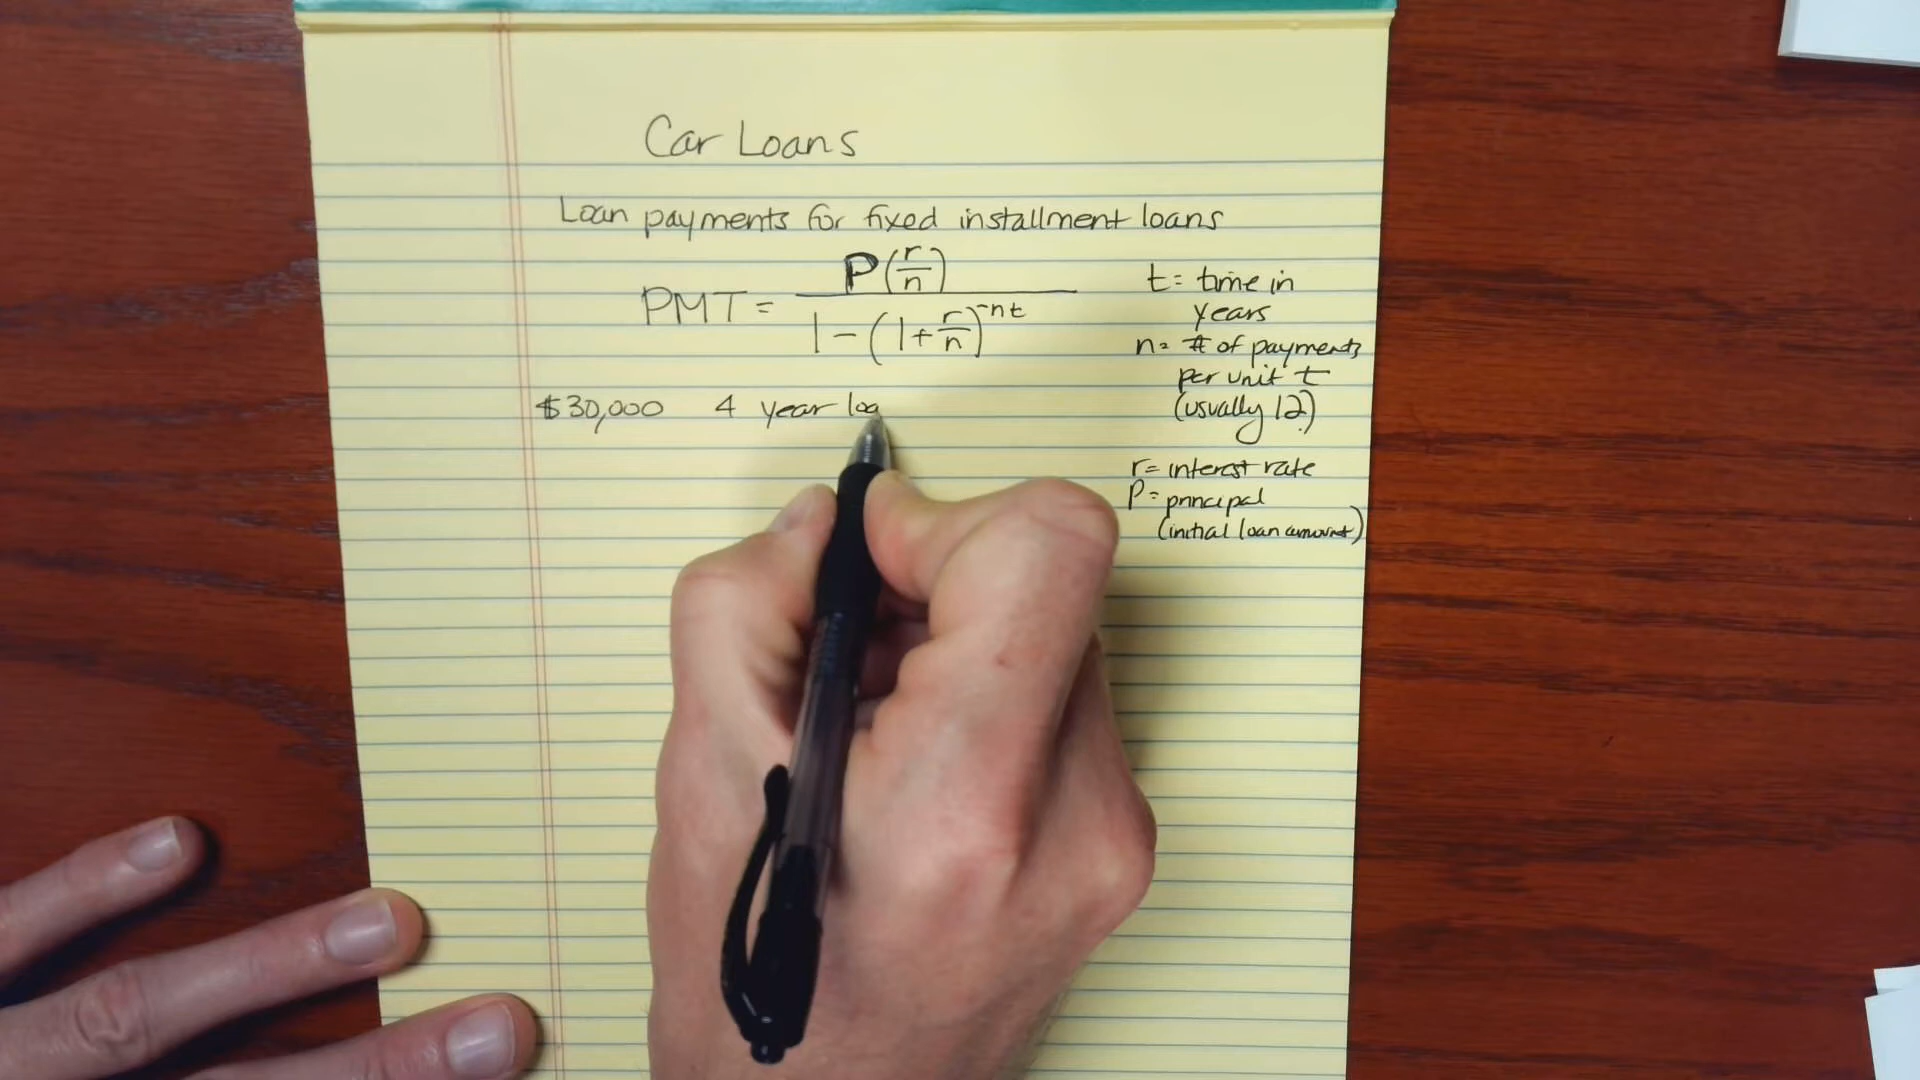 Car Loans
Loan payments for fixed installment loans
PMT = P(r/n) / 1-(1+r/n)^-nt
$30,000 4 year loa
t = time in
years
n = # of payments
per unit t
(usually 12)
r = interest rate
P = principal
(initial loan amount)